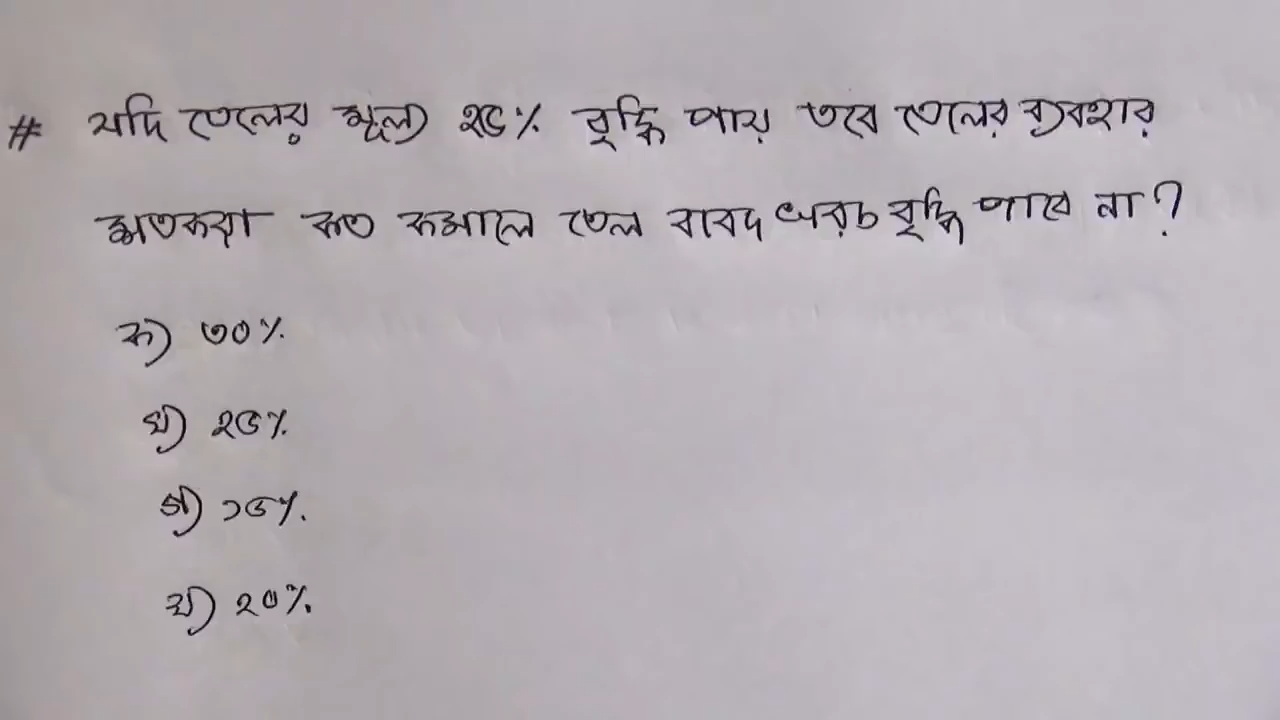 # যদি তেলের মূল্য ২৫% বৃদ্ধি পায় তবে তেলের ব্যবহার
শতকরা কত কমালে তেল বাবদ খরচ বৃদ্ধি পাবে না?
ক) ৩০%
খ) ২৫%
গ) ১৫%
ঘ) ২০%